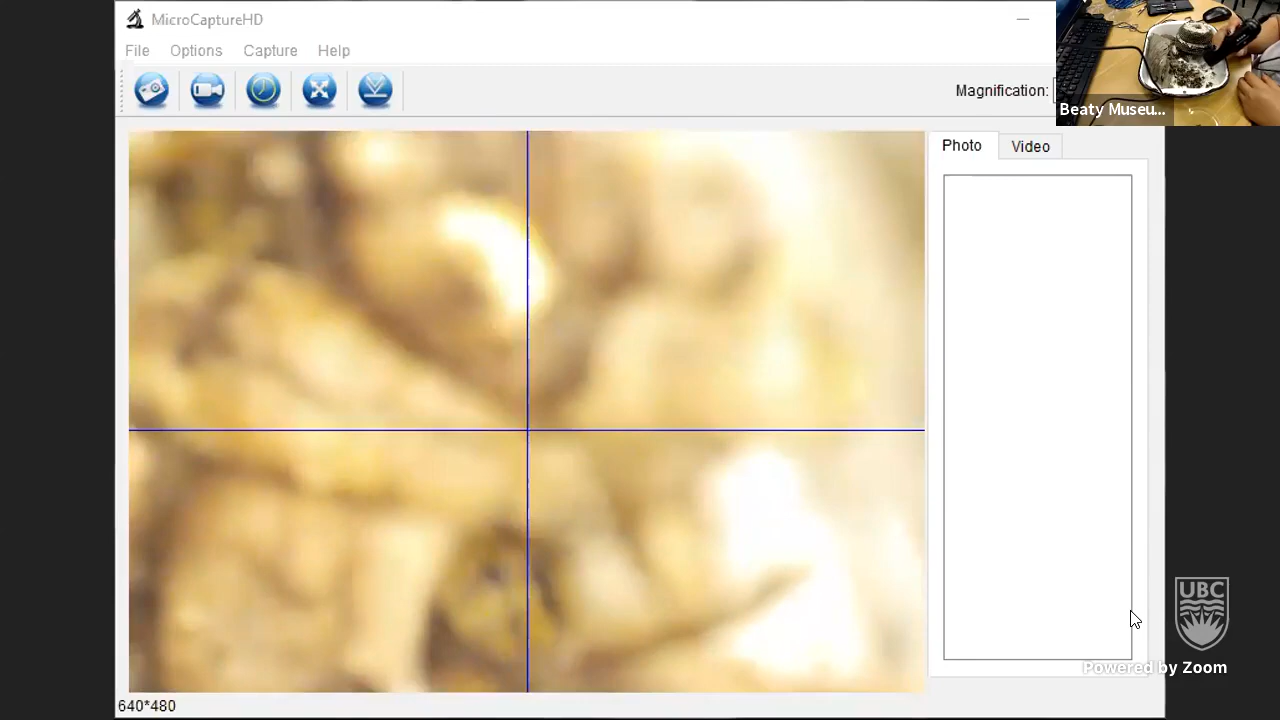 MicroCaptureHD
File Options Capture Help
Magnification:
Beaty Museu...
Photo Video
UBC
Powered by Zoom
640*480